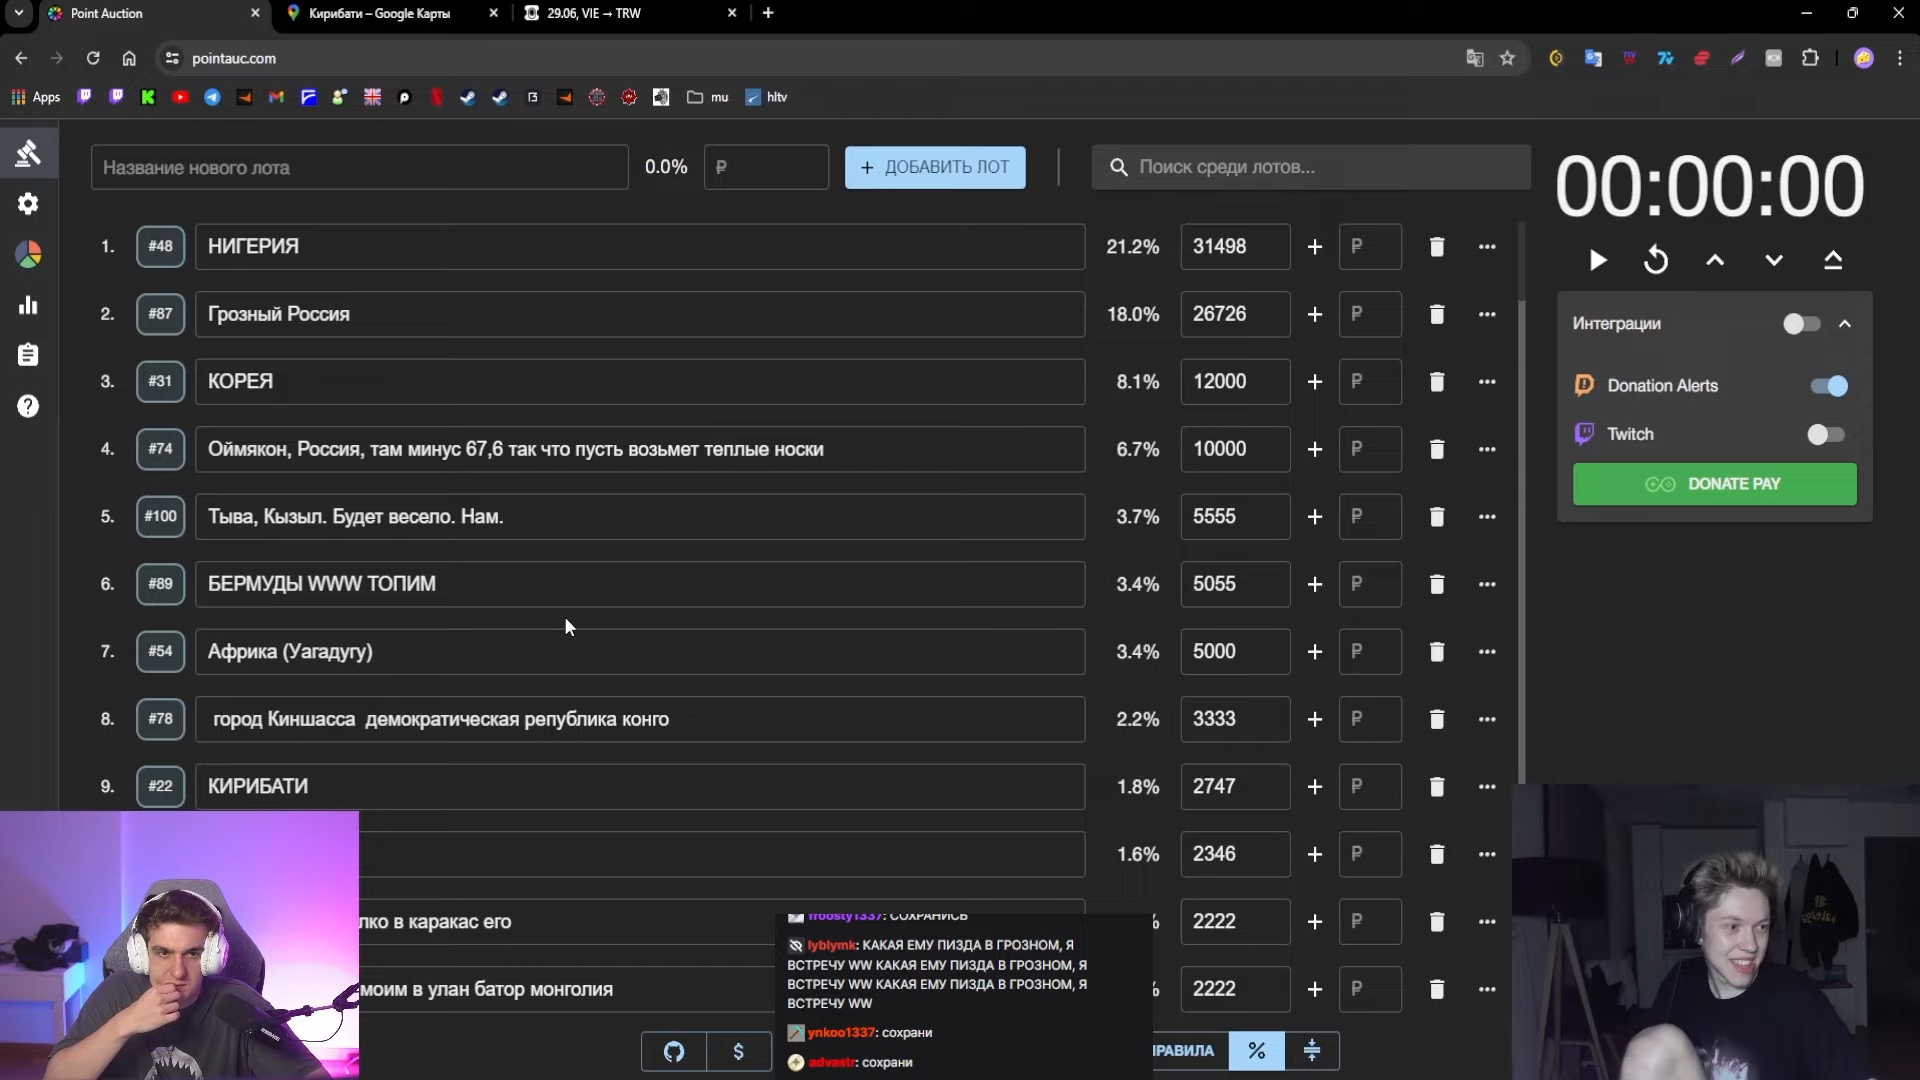 Point Auction
Кирибати – Google Карты
29.06, VIE → TRW
pointauc.com
Apps
mu
hltv
Название нового лота
0.0%
₽
+ ДОБАВИТЬ ЛОТ
Поиск среди лотов...
00:00:00
1. #48 НИГЕРИЯ 21.2% 31498 + ₽
2. #87 Грозный Россия 18.0% 26726 + ₽
3. #31 КОРЕЯ 8.1% 12000 + ₽
4. #74 Оймякон, Россия, там минус 67,6 так что пусть возьмет теплые носки 6.7% 10000 + ₽
5. #100 Тыва, Кызыл. Будет весело. Нам. 3.7% 5555 + ₽
6. #89 БЕРМУДЫ WWW ТОПИМ 3.4% 5055 + ₽
7. #54 Африка (Уагадугу) 3.4% 5000 + ₽
8. #78 город Киншасса демократическая република конго 2.2% 3333 + ₽
9. #22 КИРИБАТИ 1.8% 2747 + ₽
1.6% 2346 + ₽
лко в каракас его % 2222 + ₽
моим в улан батор монголия % 2222 + ₽
Интеграции
Donation Alerts
Twitch
DONATE PAY
froosty1337: СОХРАНИСЬ
lyblymk: КАКАЯ ЕМУ ПИЗДА В ГРОЗНОМ, Я
ВСТРЕЧУ WW КАКАЯ ЕМУ ПИЗДА В ГРОЗНОМ, Я
ВСТРЕЧУ WW КАКАЯ ЕМУ ПИЗДА В ГРОЗНОМ, Я
ВСТРЕЧУ WW
ynkoo1337: сохрани
advastr: сохрани
$
ПРАВИЛА
%